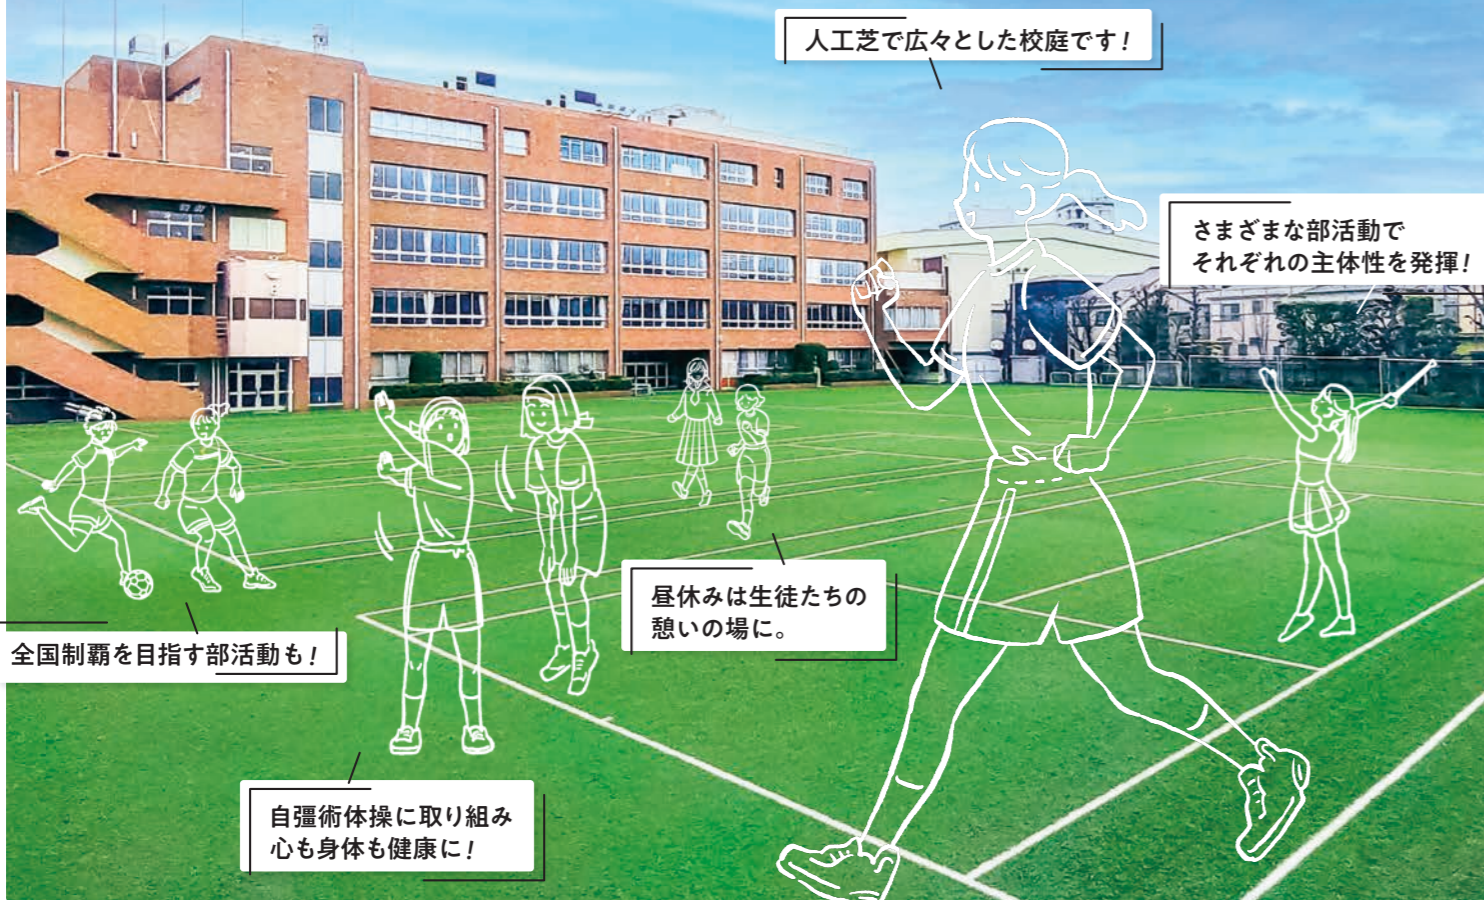 人工芝で広々とした校庭です!
さまざまな部活動で
それぞれの主体性を発揮!
昼休みは生徒たちの
憩いの場に。
全国制覇を目指す部活動も!
自彊術体操に取り組み
心も身体も健康に!